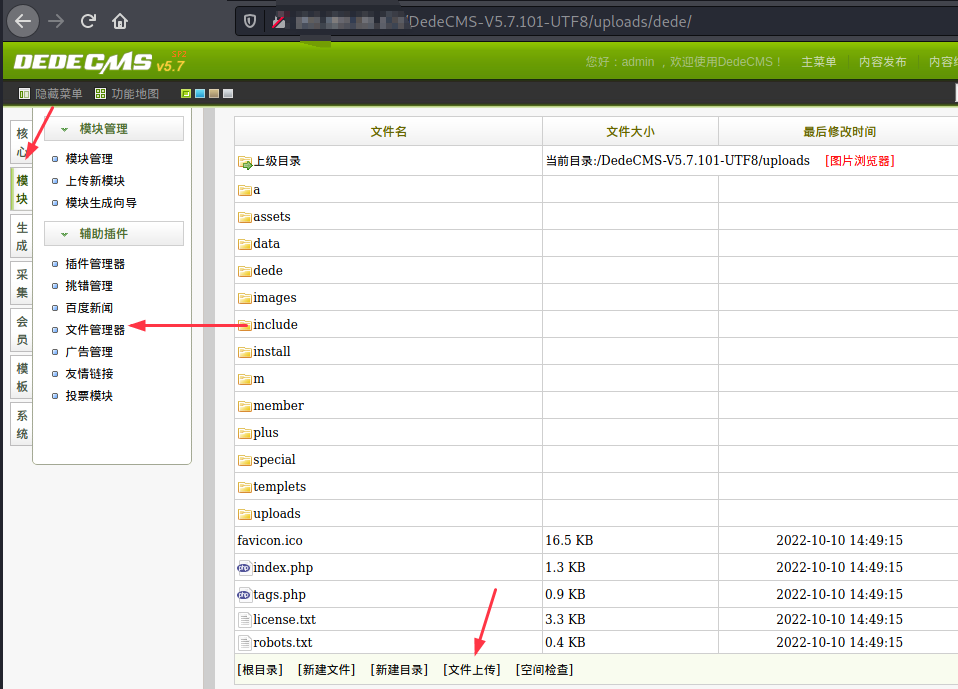 /DedeCMS-V5.7.101-UTF8/uploads/dede/
DEDECMS v5.7 SP2
您好：admin ，欢迎使用DedeCMS！ 主菜单 内容发布 内容
隐藏菜单 功能地图
核心
模块
生成
采集
会员
模板
系统
模块管理
模块管理
上传新模块
模块生成向导
辅助插件
插件管理器
挑错管理
百度新闻
文件管理器
广告管理
友情链接
投票模块
文件名 文件大小 最后修改时间
上级目录 当前目录:/DedeCMS-V5.7.101-UTF8/uploads [图片浏览器]
a
assets
data
dede
images
include
install
m
member
plus
special
templets
uploads
favicon.ico 16.5 KB 2022-10-10 14:49:15
index.php 1.3 KB 2022-10-10 14:49:15
tags.php 0.9 KB 2022-10-10 14:49:15
license.txt 3.3 KB 2022-10-10 14:49:15
robots.txt 0.4 KB 2022-10-10 14:49:15
[根目录] [新建文件] [新建目录] [文件上传] [空间检查]